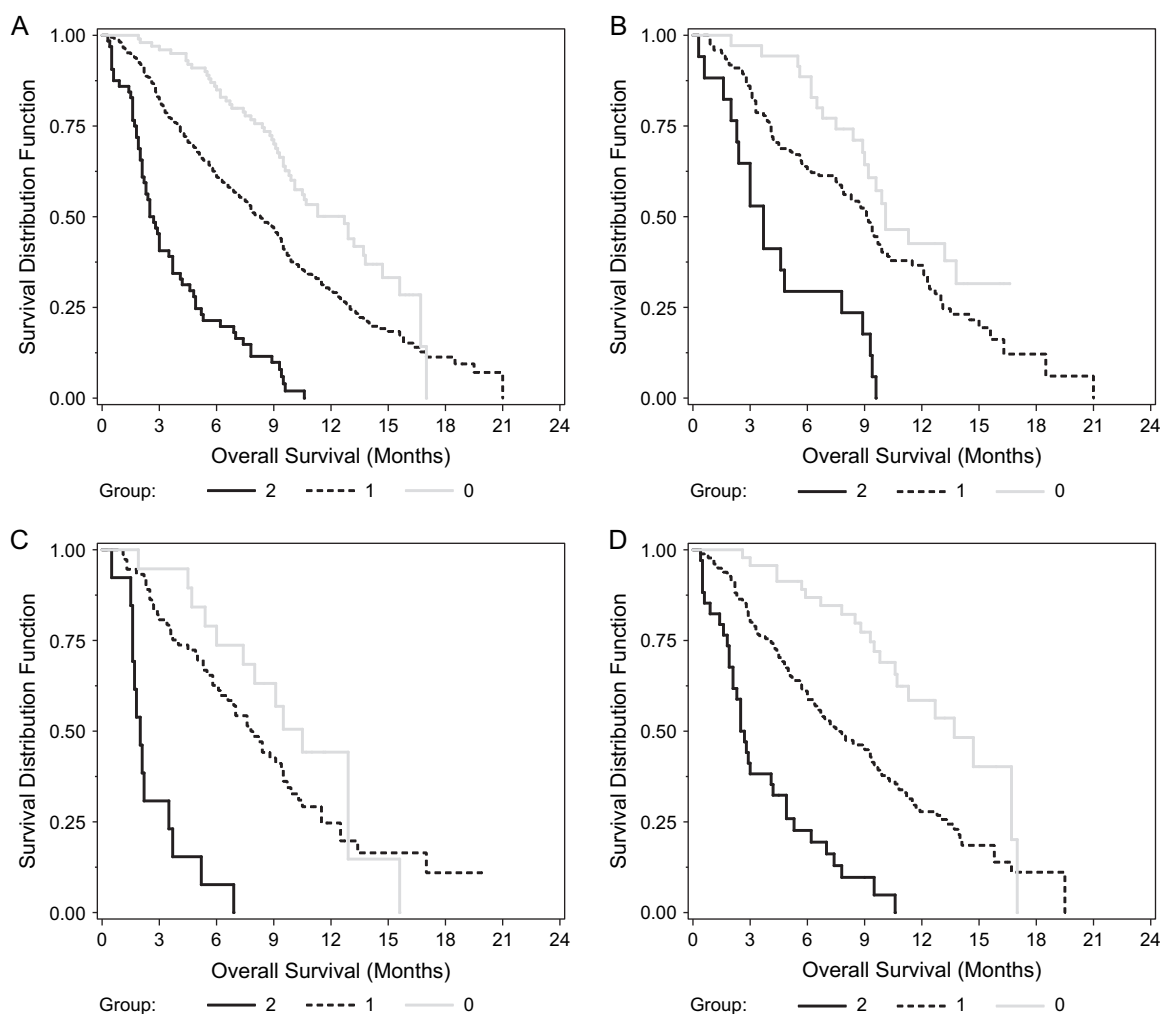 A
Survival Distribution Function
1.00
0.75
0.50
0.25
0.00
0 3 6 9 12 15 18 21 24
Overall Survival (Months)
Group: 2 1 0
B
Survival Distribution Function
1.00
0.75
0.50
0.25
0.00
0 3 6 9 12 15 18 21 24
Overall Survival (Months)
Group: 2 1 0
C
Survival Distribution Function
1.00
0.75
0.50
0.25
0.00
0 3 6 9 12 15 18 21 24
Overall Survival (Months)
Group: 2 1 0
D
Survival Distribution Function
1.00
0.75
0.50
0.25
0.00
0 3 6 9 12 15 18 21 24
Overall Survival (Months)
Group: 2 1 0